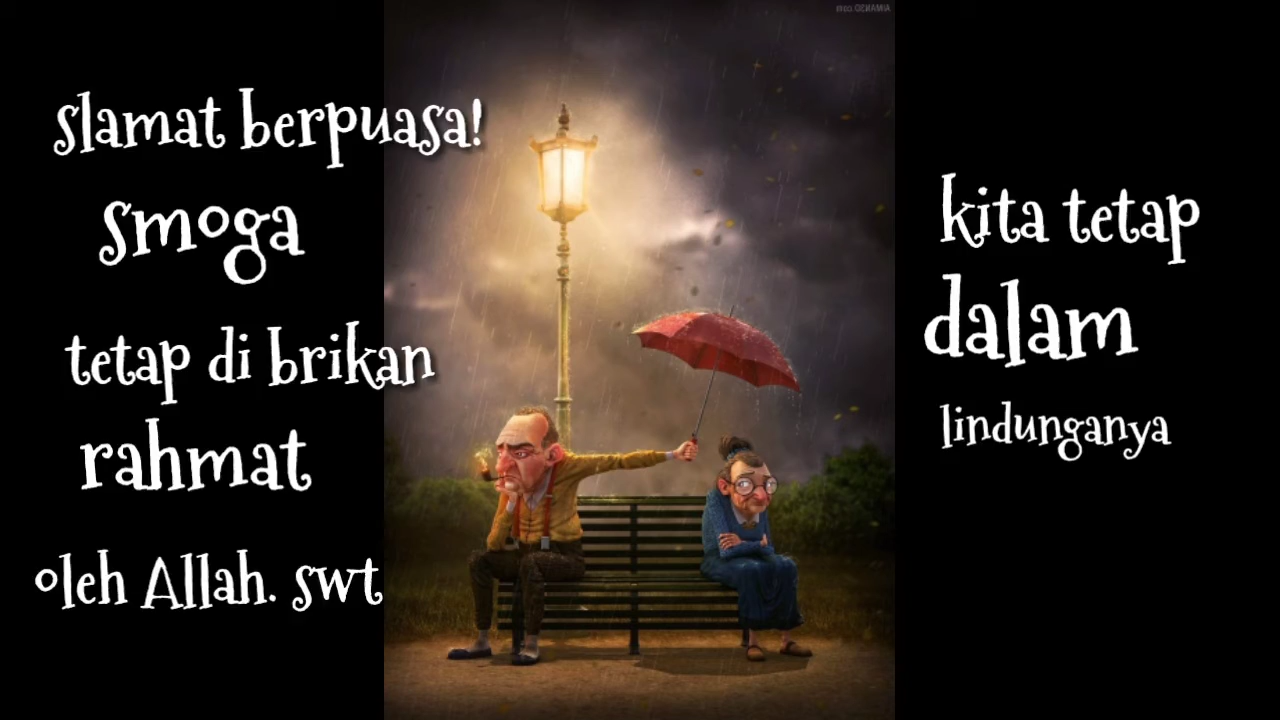 slamat berpuasa!
smoga
tetap di brikan
rahmat
oleh Allah. swt
kita tetap
dalam
lindunganya